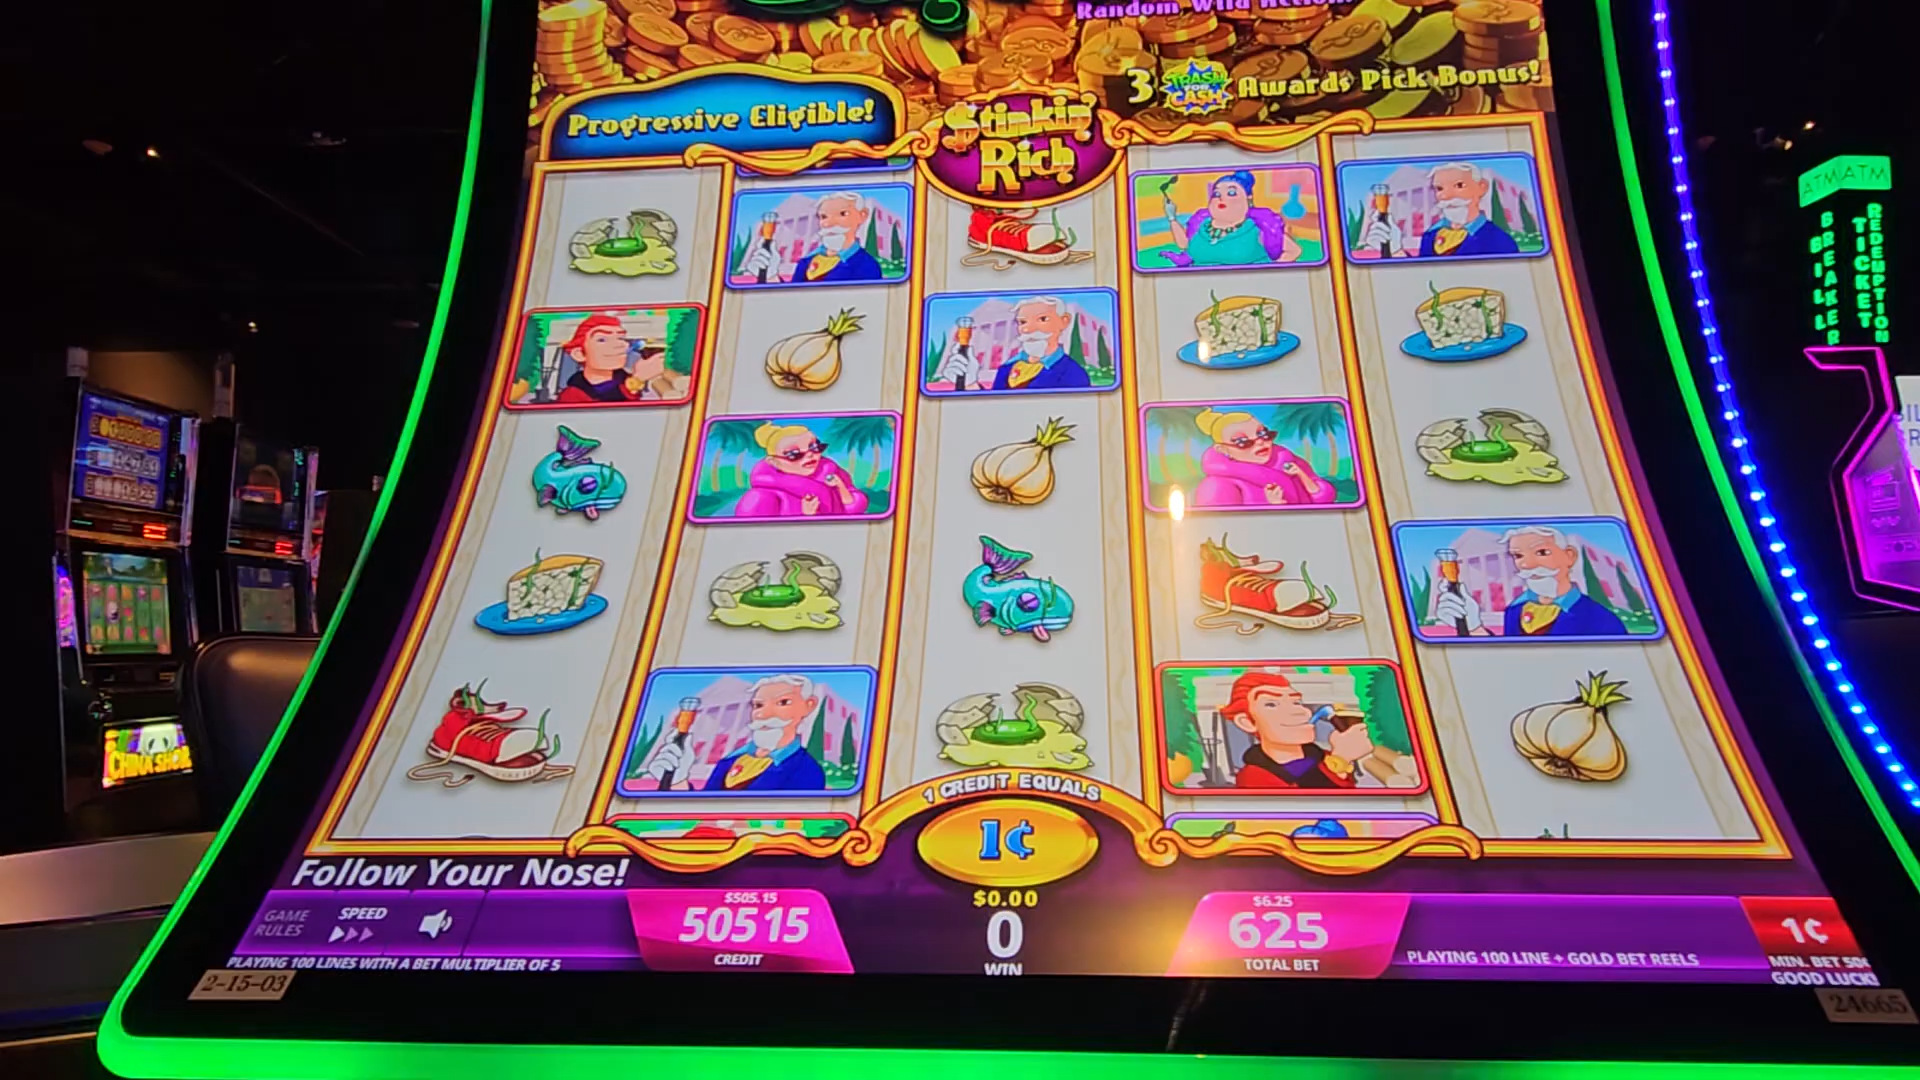 Random Wild Action!
3 TRASH FOR CASH Awards Pick Bonus!
Progressive Eligible!
$tinkin'
Rich
ATM ATM
BILL BREAKER
TICKET REDEMPTION
CHINA SHORES
1 CREDIT EQUALS
1¢
Follow Your Nose!
GAME RULES
SPEED
$505.15
50515
CREDIT
$0.00
0
WIN
$6.25
625
TOTAL BET
PLAYING 100 LINES WITH A BET MULTIPLIER OF 5
PLAYING 100 LINE + GOLD BET REELS
1¢
MIN. BET 50¢
GOOD LUCK!
2-15-03
24665